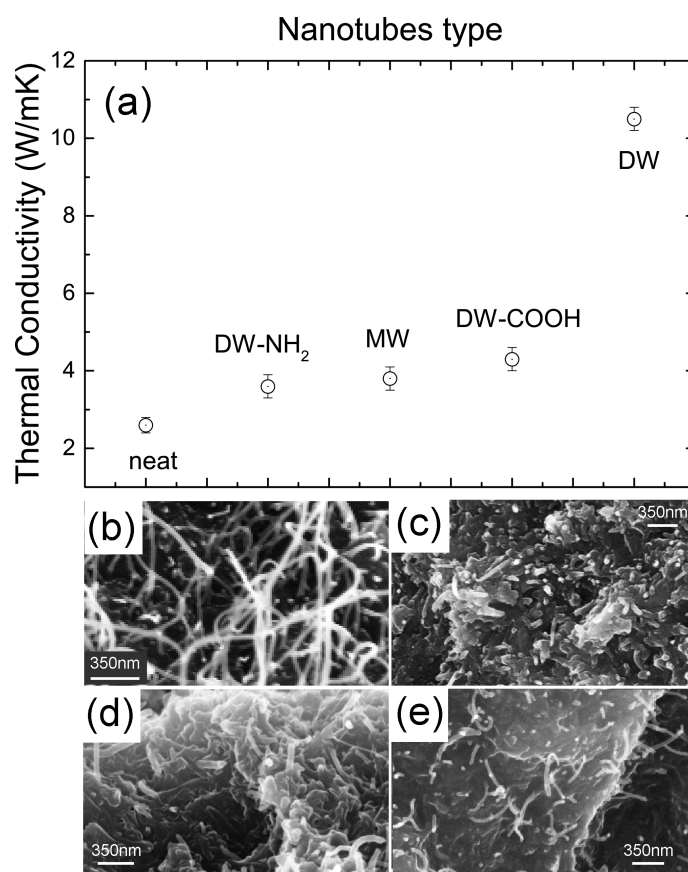 Nanotubes type
Thermal Conductivity (W/mK)
12
10
8
6
4
2
(a)
DW
DW-COOH
MW
DW-NH₂
neat
(b)
350nm
(c)
350nm
(d)
350nm
(e)
350nm